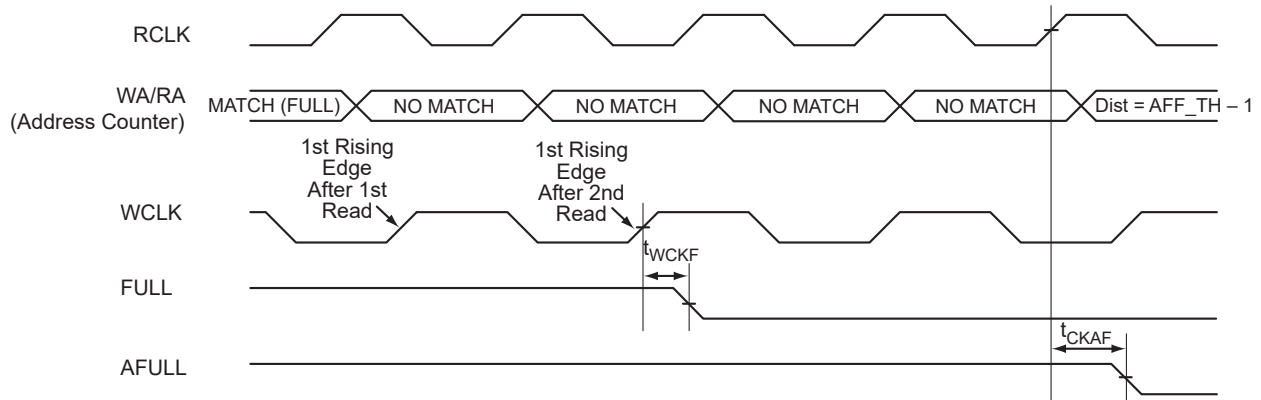 RCLK
WA/RA
(Address Counter)
MATCH (FULL)
NO MATCH
NO MATCH
NO MATCH
NO MATCH
Dist = AFF_TH – 1
1st Rising
Edge
After 1st
Read
1st Rising
Edge
After 2nd
Read
WCLK
tWCKF
FULL
tCKAF
AFULL